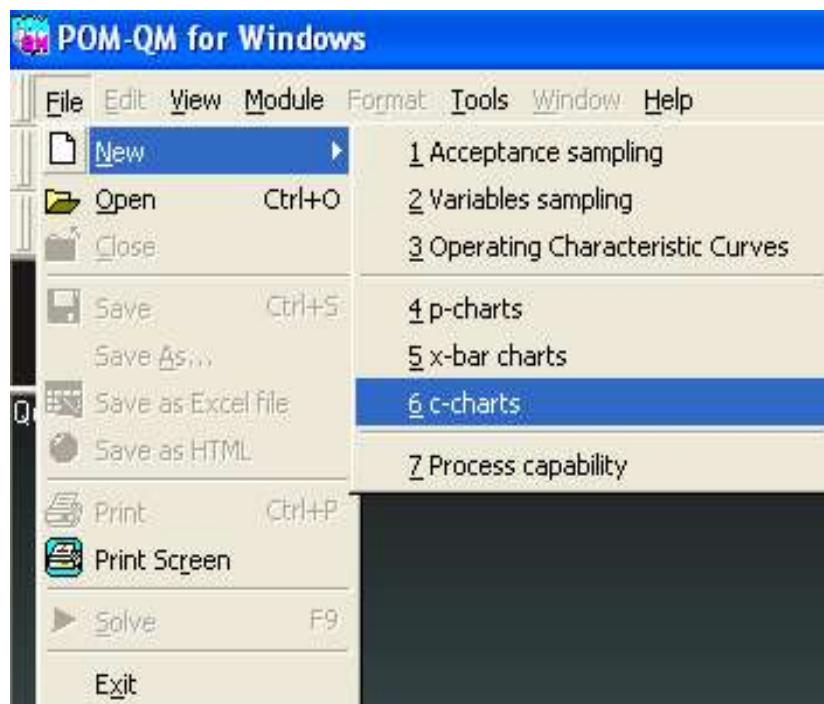 POM-QM for Windows
File Edit View Module Format Tools Window Help
New
Open Ctrl+O
Close
Save Ctrl+S
Save As...
Save as Excel file
Save as HTML
Print Ctrl+P
Print Screen
Solve F9
Exit
1 Acceptance sampling
2 Variables sampling
3 Operating Characteristic Curves
4 p-charts
5 x-bar charts
6 c-charts
7 Process capability